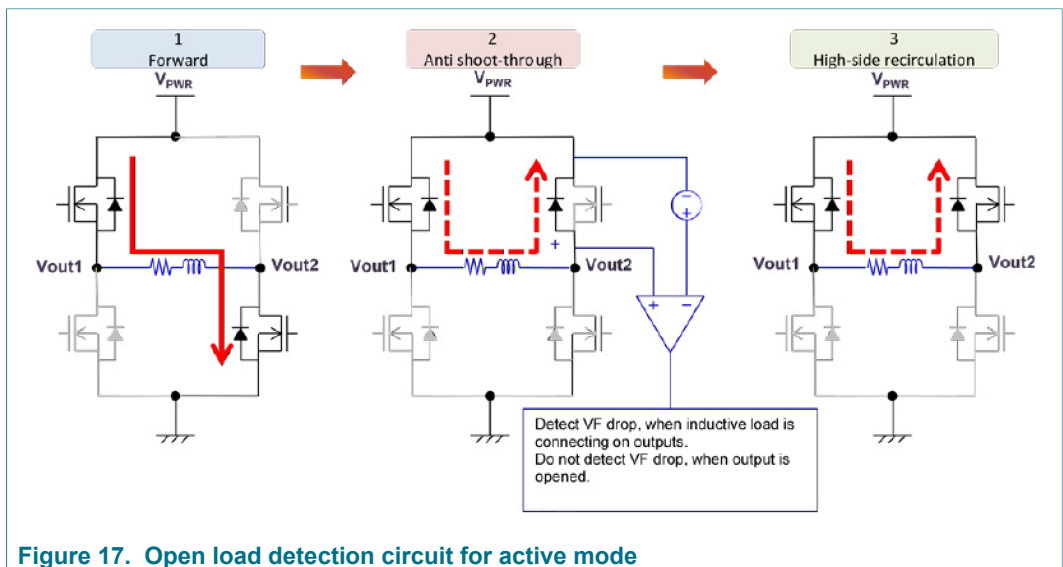 1
Forward
2
Anti shoot-through
3
High-side recirculation
VPWR
VPWR
VPWR
Vout1
Vout2
Vout1
Vout2
Vout1
Vout2
+
−
+
+
−
Detect VF drop, when inductive load is
connecting on outputs.
Do not detect VF drop, when output is
opened.
Figure 17. Open load detection circuit for active mode